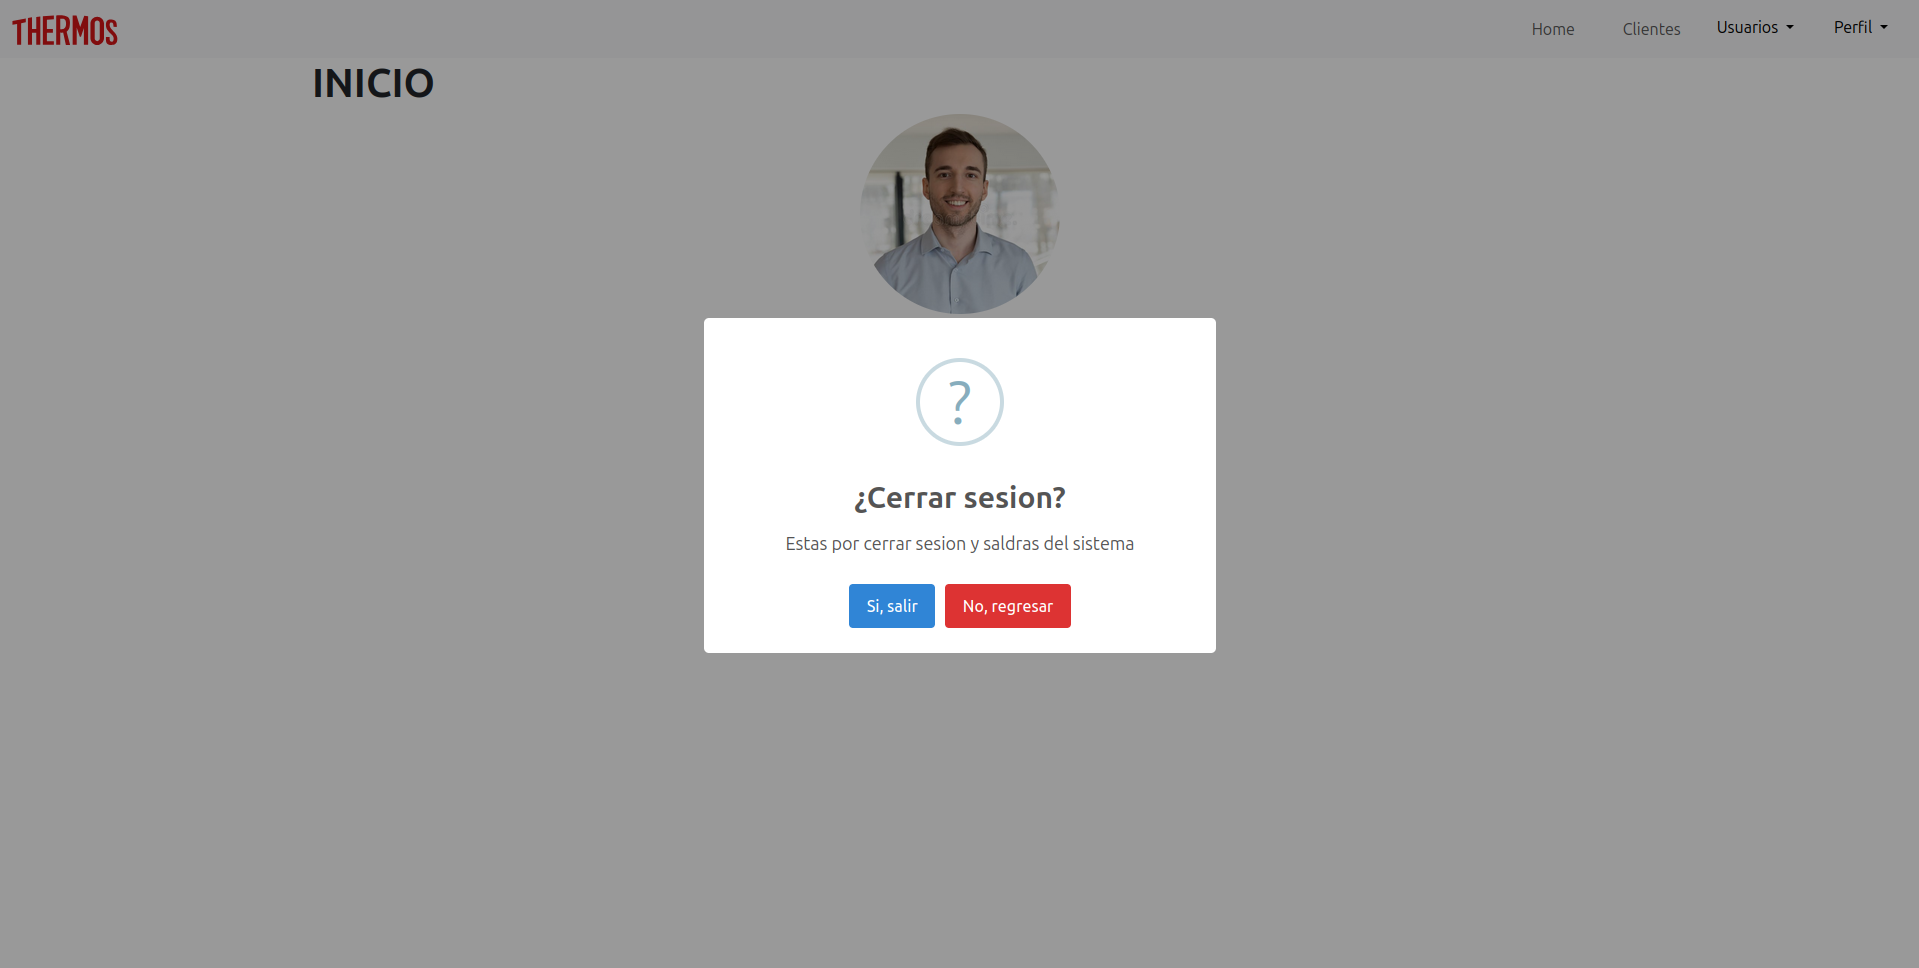 THERMOS
Home Clientes Usuarios Perfil
INICIO
?
¿Cerrar sesion?
Estas por cerrar sesion y saldras del sistema
Si, salir No, regresar